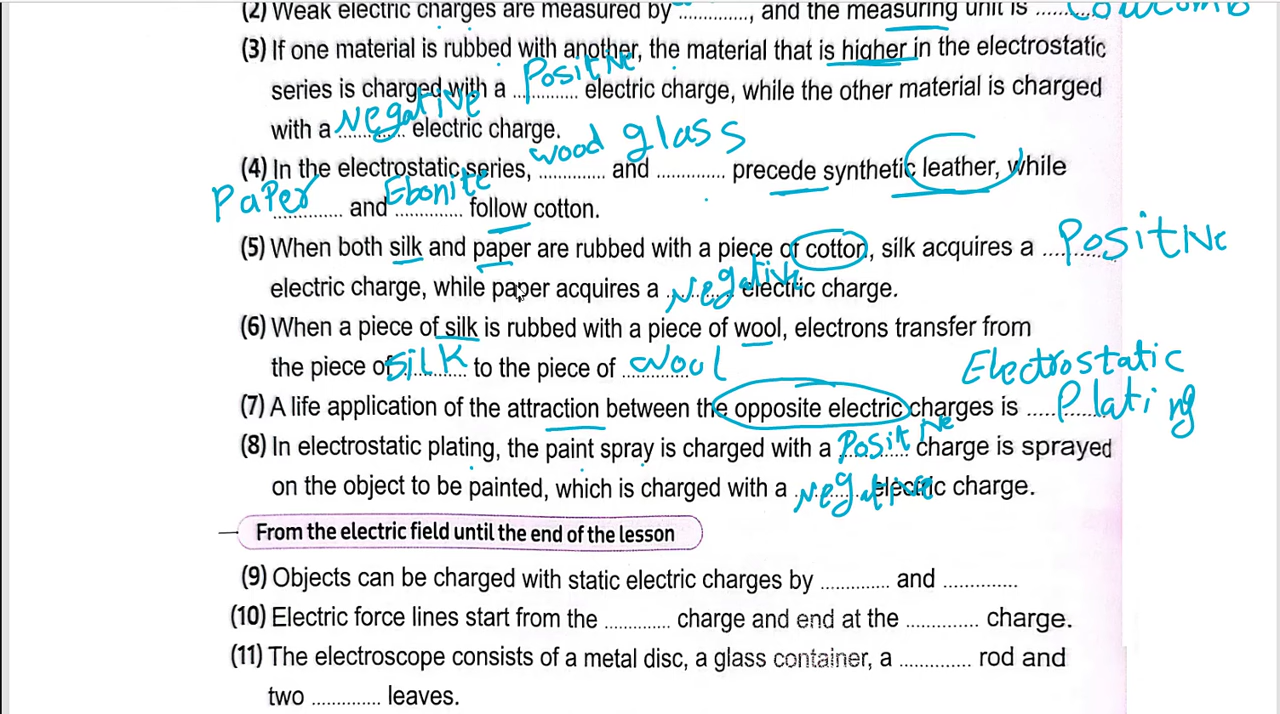 (2) Weak electric charges are measured by ............., and the measuring unit is ...... Coulomb
(3) If one material is rubbed with another, the material that is higher in the electrostatic
series is charged with a Positive electric charge, while the other material is charged
with a Negative electric charge.
(4) In the electrostatic series, wood and glass precede synthetic leather, while
Paper and Ebonite follow cotton.
(5) When both silk and paper are rubbed with a piece of cotton, silk acquires a Positive
electric charge, while paper acquires a Negative electric charge.
(6) When a piece of silk is rubbed with a piece of wool, electrons transfer from
the piece of SILK to the piece of wool
(7) A life application of the attraction between the opposite electric charges is ..... Electrostatic
Plating
(8) In electrostatic plating, the paint spray is charged with a Positive charge is sprayed
on the object to be painted, which is charged with a Negative electric charge.
From the electric field until the end of the lesson
(9) Objects can be charged with static electric charges by ............. and .............
(10) Electric force lines start from the ............. charge and end at the ............. charge.
(11) The electroscope consists of a metal disc, a glass container, a ............. rod and
two ............. leaves.